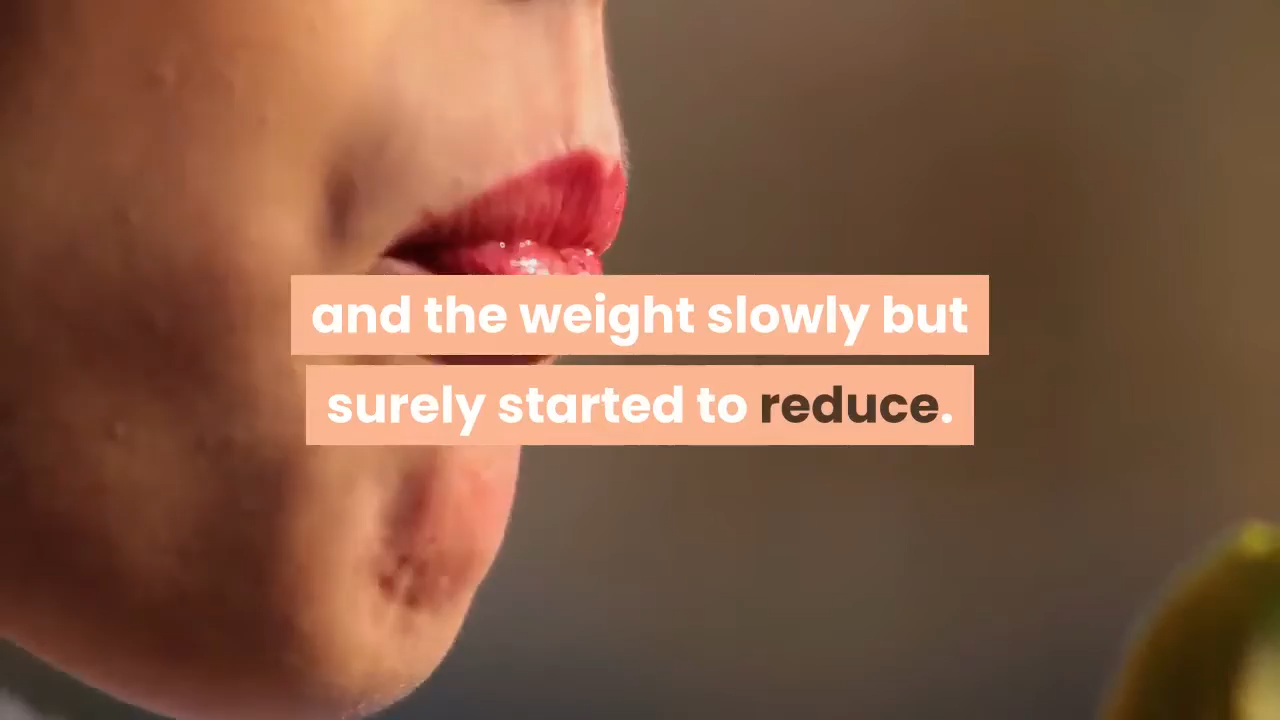 and the weight slowly but
surely started to reduce.